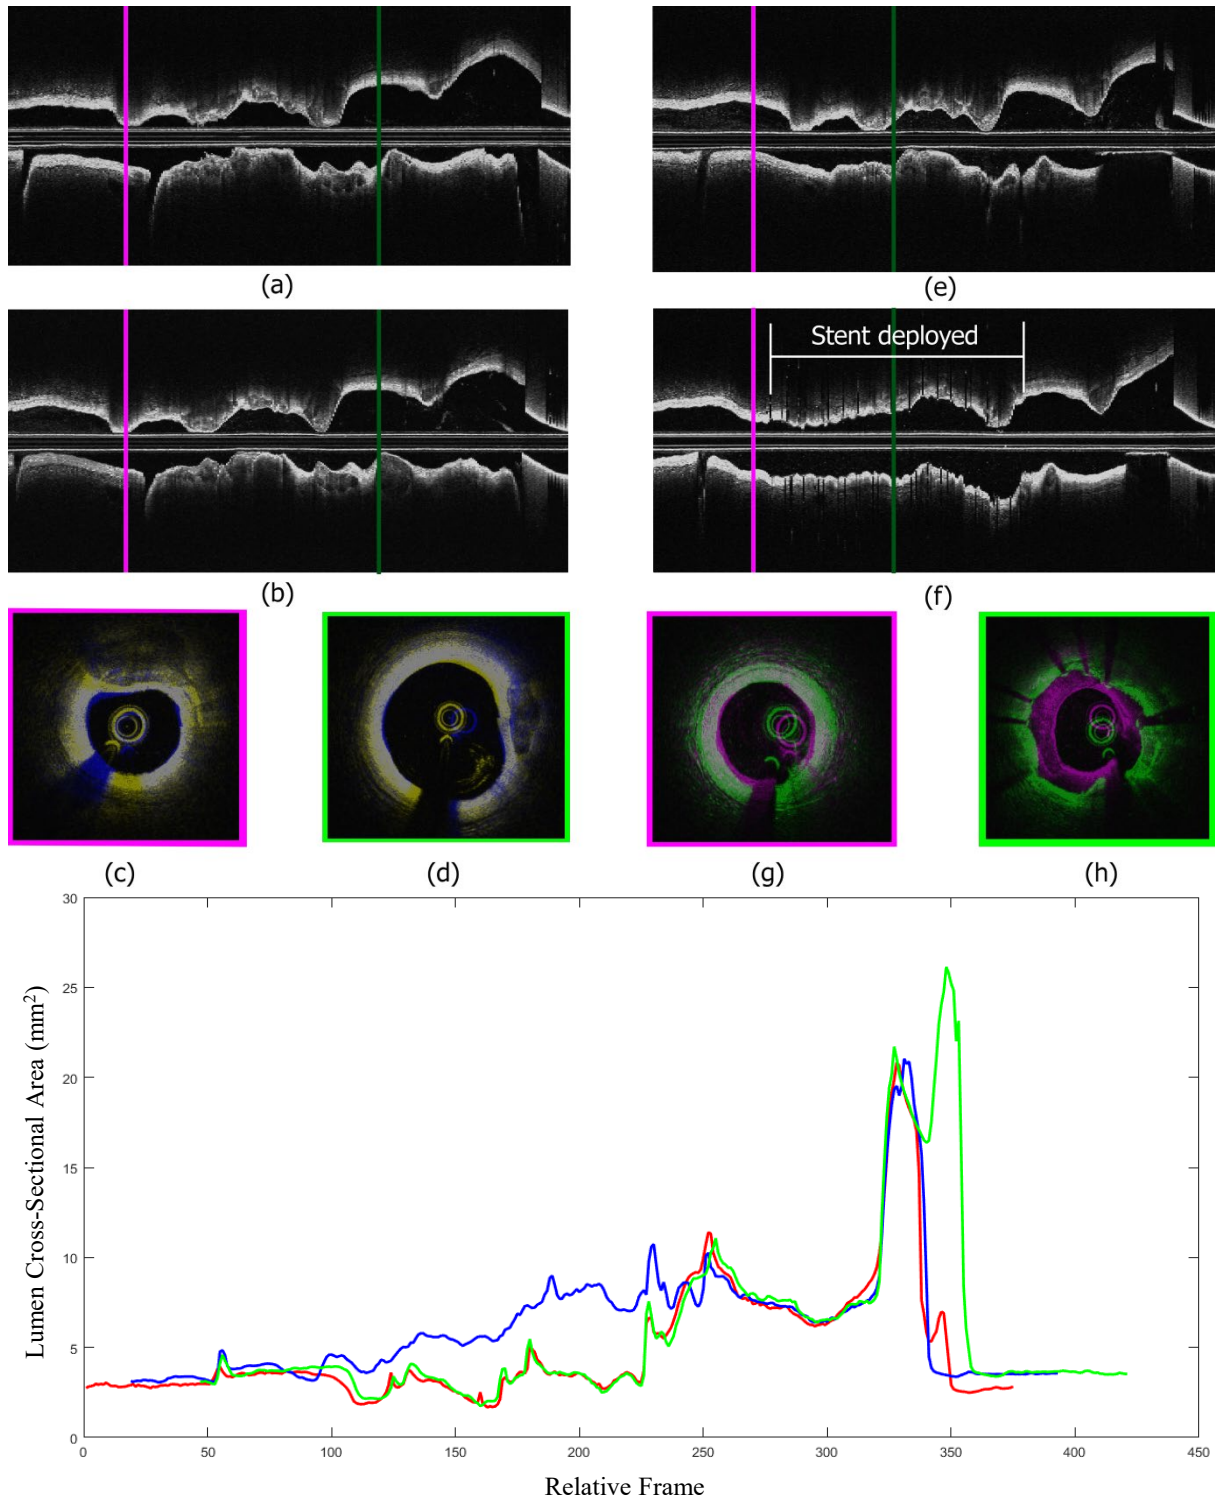 (a)
(e)
Stent deployed
(b)
(f)
(c)
(d)
(g)
(h)
Lumen Cross-Sectional Area (mm²)
30
25
20
15
10
5
0
0 50 100 150 200 250 300 350 400 450
Relative Frame